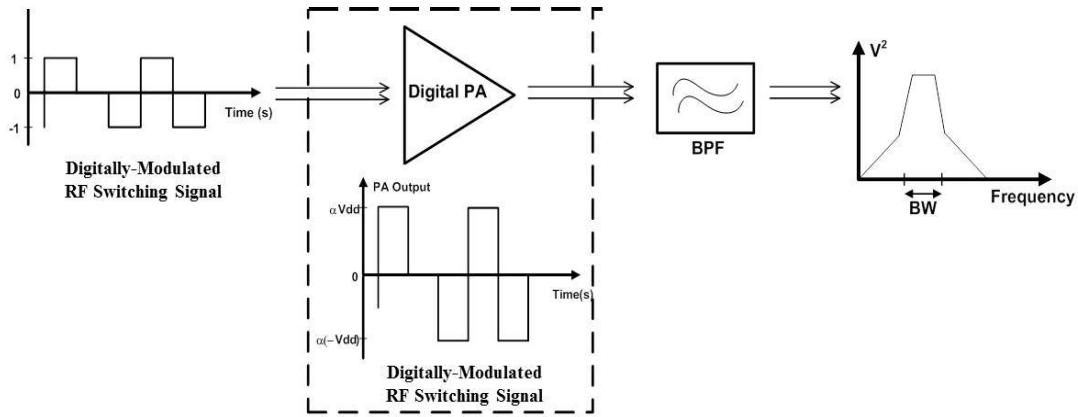 1
0
-1
Time (s)
Digitally-Modulated
RF Switching Signal
Digital PA
PA Output
αVdd
0
α(-Vdd)
Time(s)
Digitally-Modulated
RF Switching Signal
BPF
V²
BW
Frequency